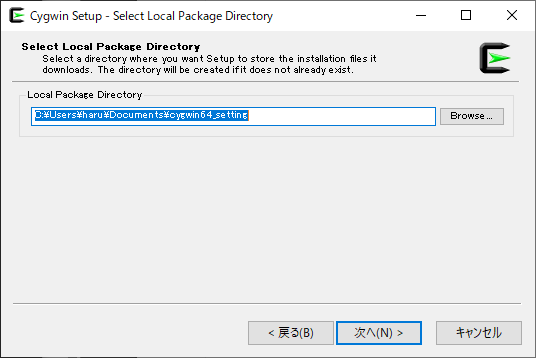 Cygwin Setup - Select Local Package Directory
Select Local Package Directory
Select a directory where you want Setup to store the installation files it
downloads. The directory will be created if it does not already exist.
Local Package Directory
C:¥Users¥haru¥Documents¥cygwin64_setting
Browse...
< 戻る(B)
次へ(N) >
キャンセル